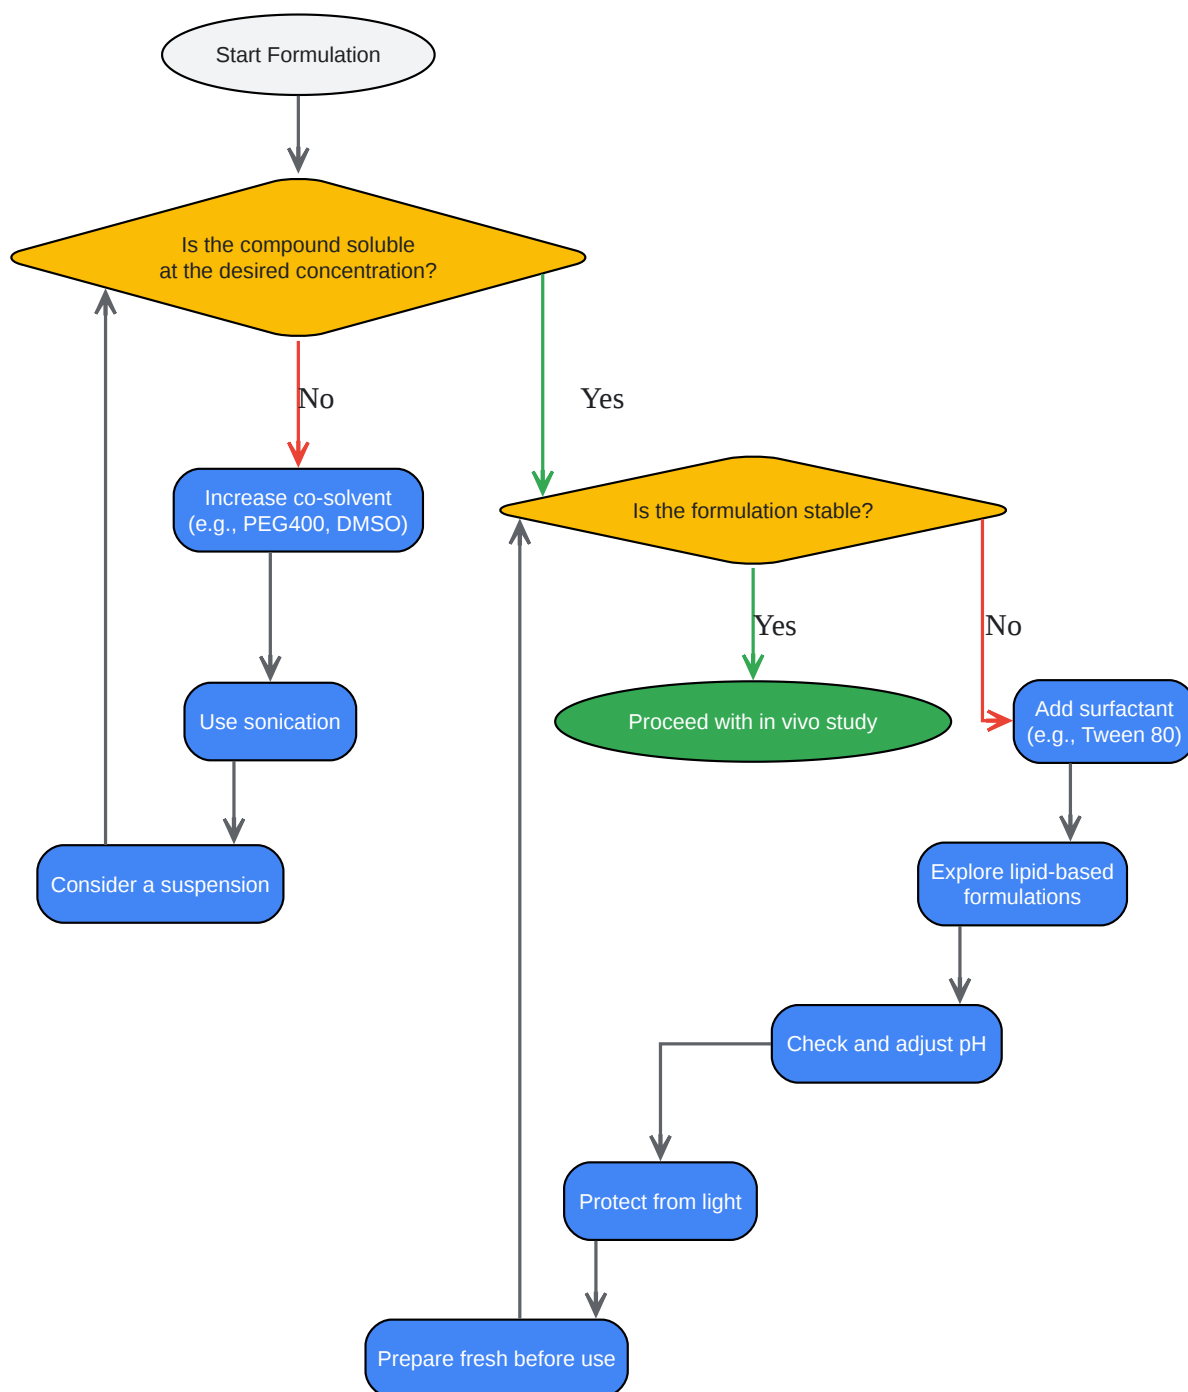 Start Formulation
Is the compound soluble
at the desired concentration?
No
Yes
Increase co-solvent
(e.g., PEG400, DMSO)
Is the formulation stable?
Yes
No
Use sonication
Proceed with in vivo study
Add surfactant
(e.g., Tween 80)
Consider a suspension
Explore lipid-based
formulations
Check and adjust pH
Protect from light
Prepare fresh before use